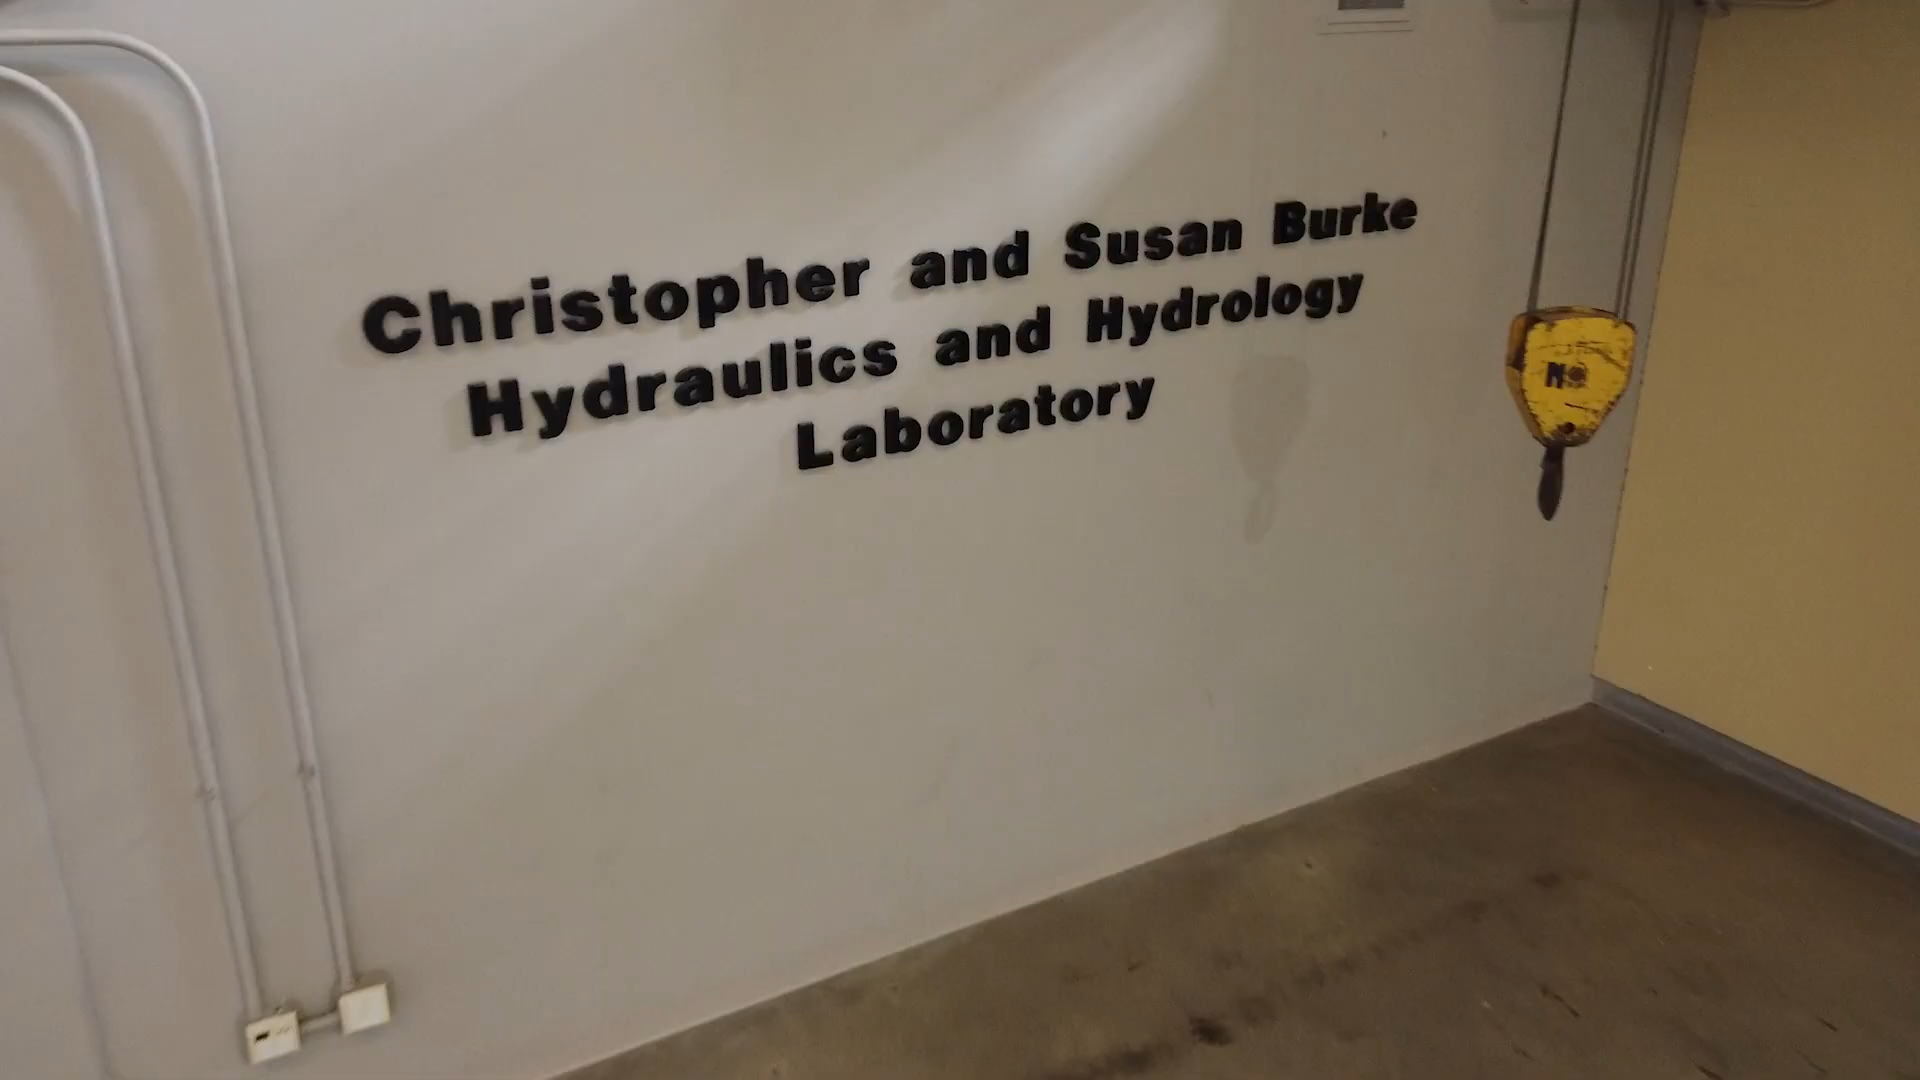 Christopher and Susan Burke
Hydraulics and Hydrology
Laboratory